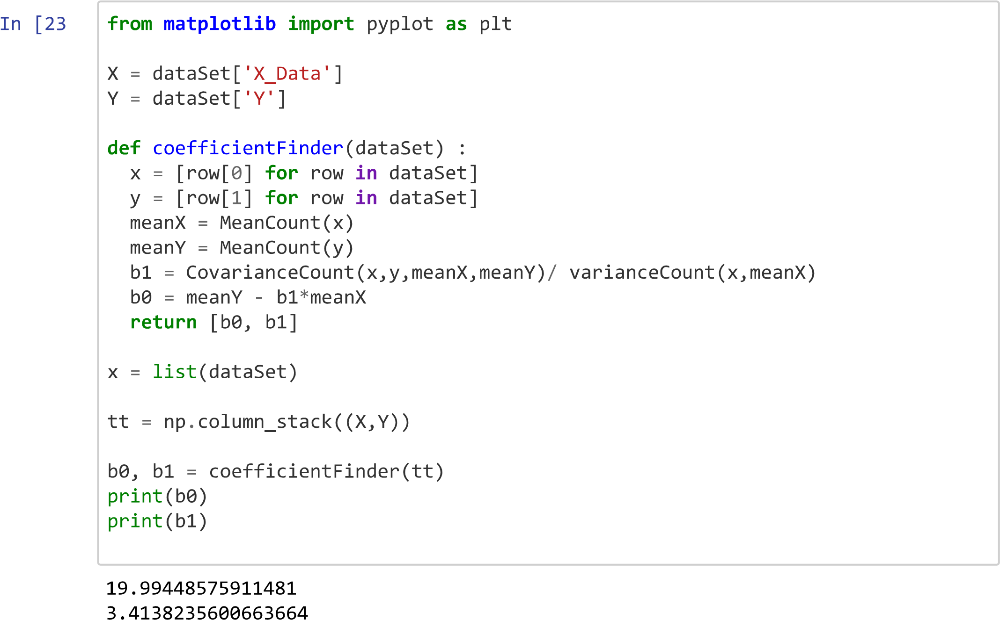 In [23
from matplotlib import pyplot as plt
X = dataSet['X_Data']
Y = dataSet['Y']
def coefficientFinder(dataSet) :
  x = [row[0] for row in dataSet]
  y = [row[1] for row in dataSet]
  meanX = MeanCount(x)
  meanY = MeanCount(y)
  b1 = CovarianceCount(x,y,meanX,meanY)/ varianceCount(x,meanX)
  b0 = meanY - b1*meanX
  return [b0, b1]
x = list(dataSet)
tt = np.column_stack((X,Y))
b0, b1 = coefficientFinder(tt)
print(b0)
print(b1)
19.99448575911481
3.4138235600663664